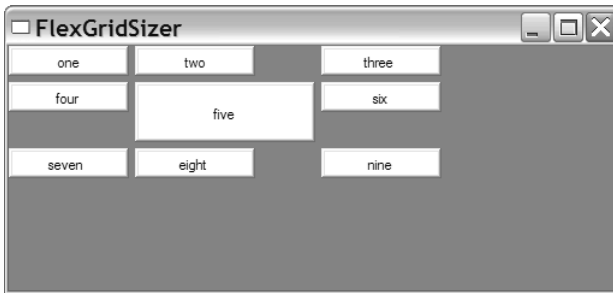 FlexGridSizer
one two three
four five six
seven eight nine